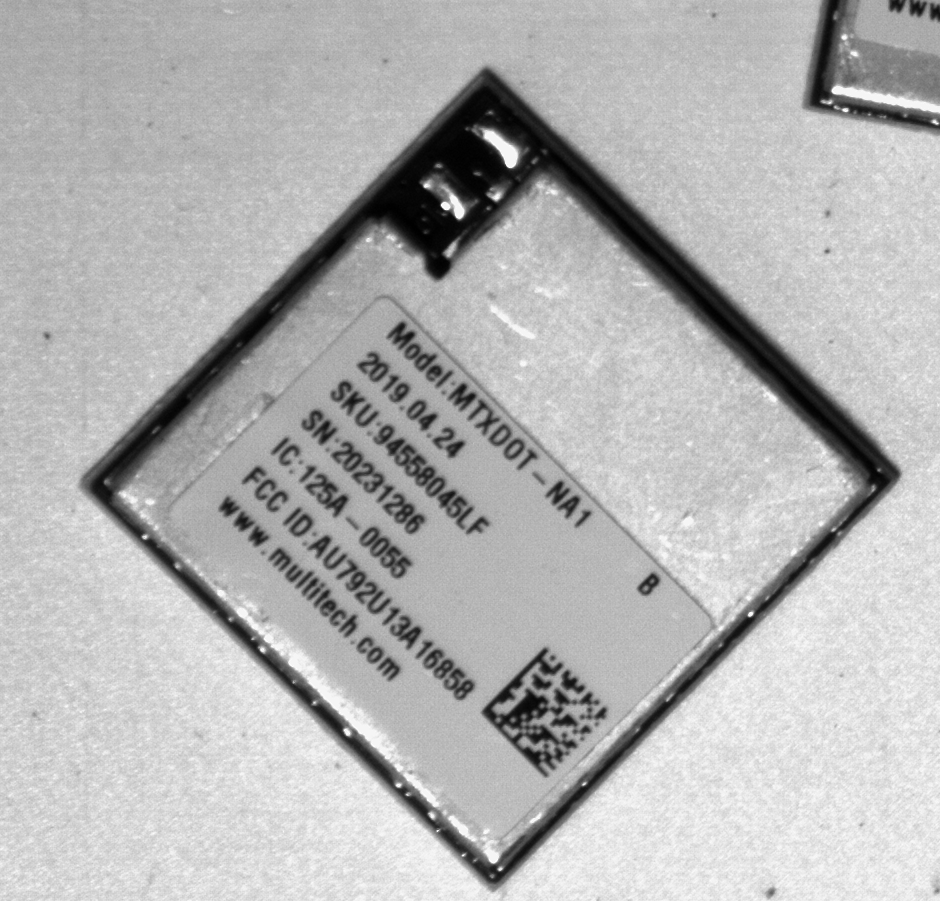 Model:MTXDOT-NA1
2019.04.24
SKU:94558045LF
SN:20231286
IC:125A-0055
FCC ID:AU792U13A16858
www.multitech.com
B